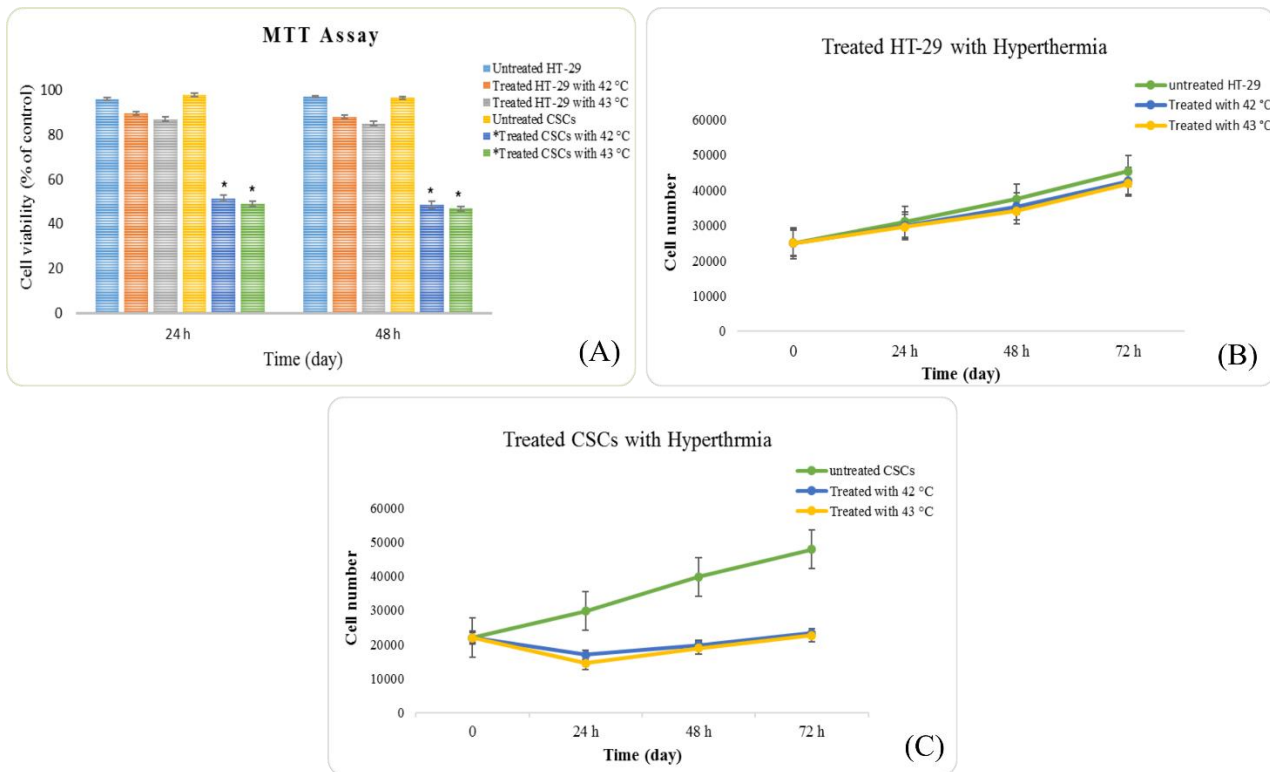 MTT Assay
Untreated HT-29
Treated HT-29 with 42 °C
Treated HT-29 with 43 °C
Untreated CSCs
*Treated CSCs with 42 °C
*Treated CSCs with 43 °C
Cell viability (% of control)
100
80
60
40
20
0
* * * *
24 h 48 h
Time (day)
(A)
Treated HT-29 with Hyperthermia
untreated HT-29
Treated with 42 °C
Treated with 43 °C
Cell number
60000
50000
40000
30000
20000
10000
0
0 24 h 48 h 72 h
Time (day)
(B)
Treated CSCs with Hyperthrmia
untreated CSCs
Treated with 42 °C
Treated with 43 °C
Cell number
60000
50000
40000
30000
20000
10000
0
0 24 h 48 h 72 h
Time (day)
(C)